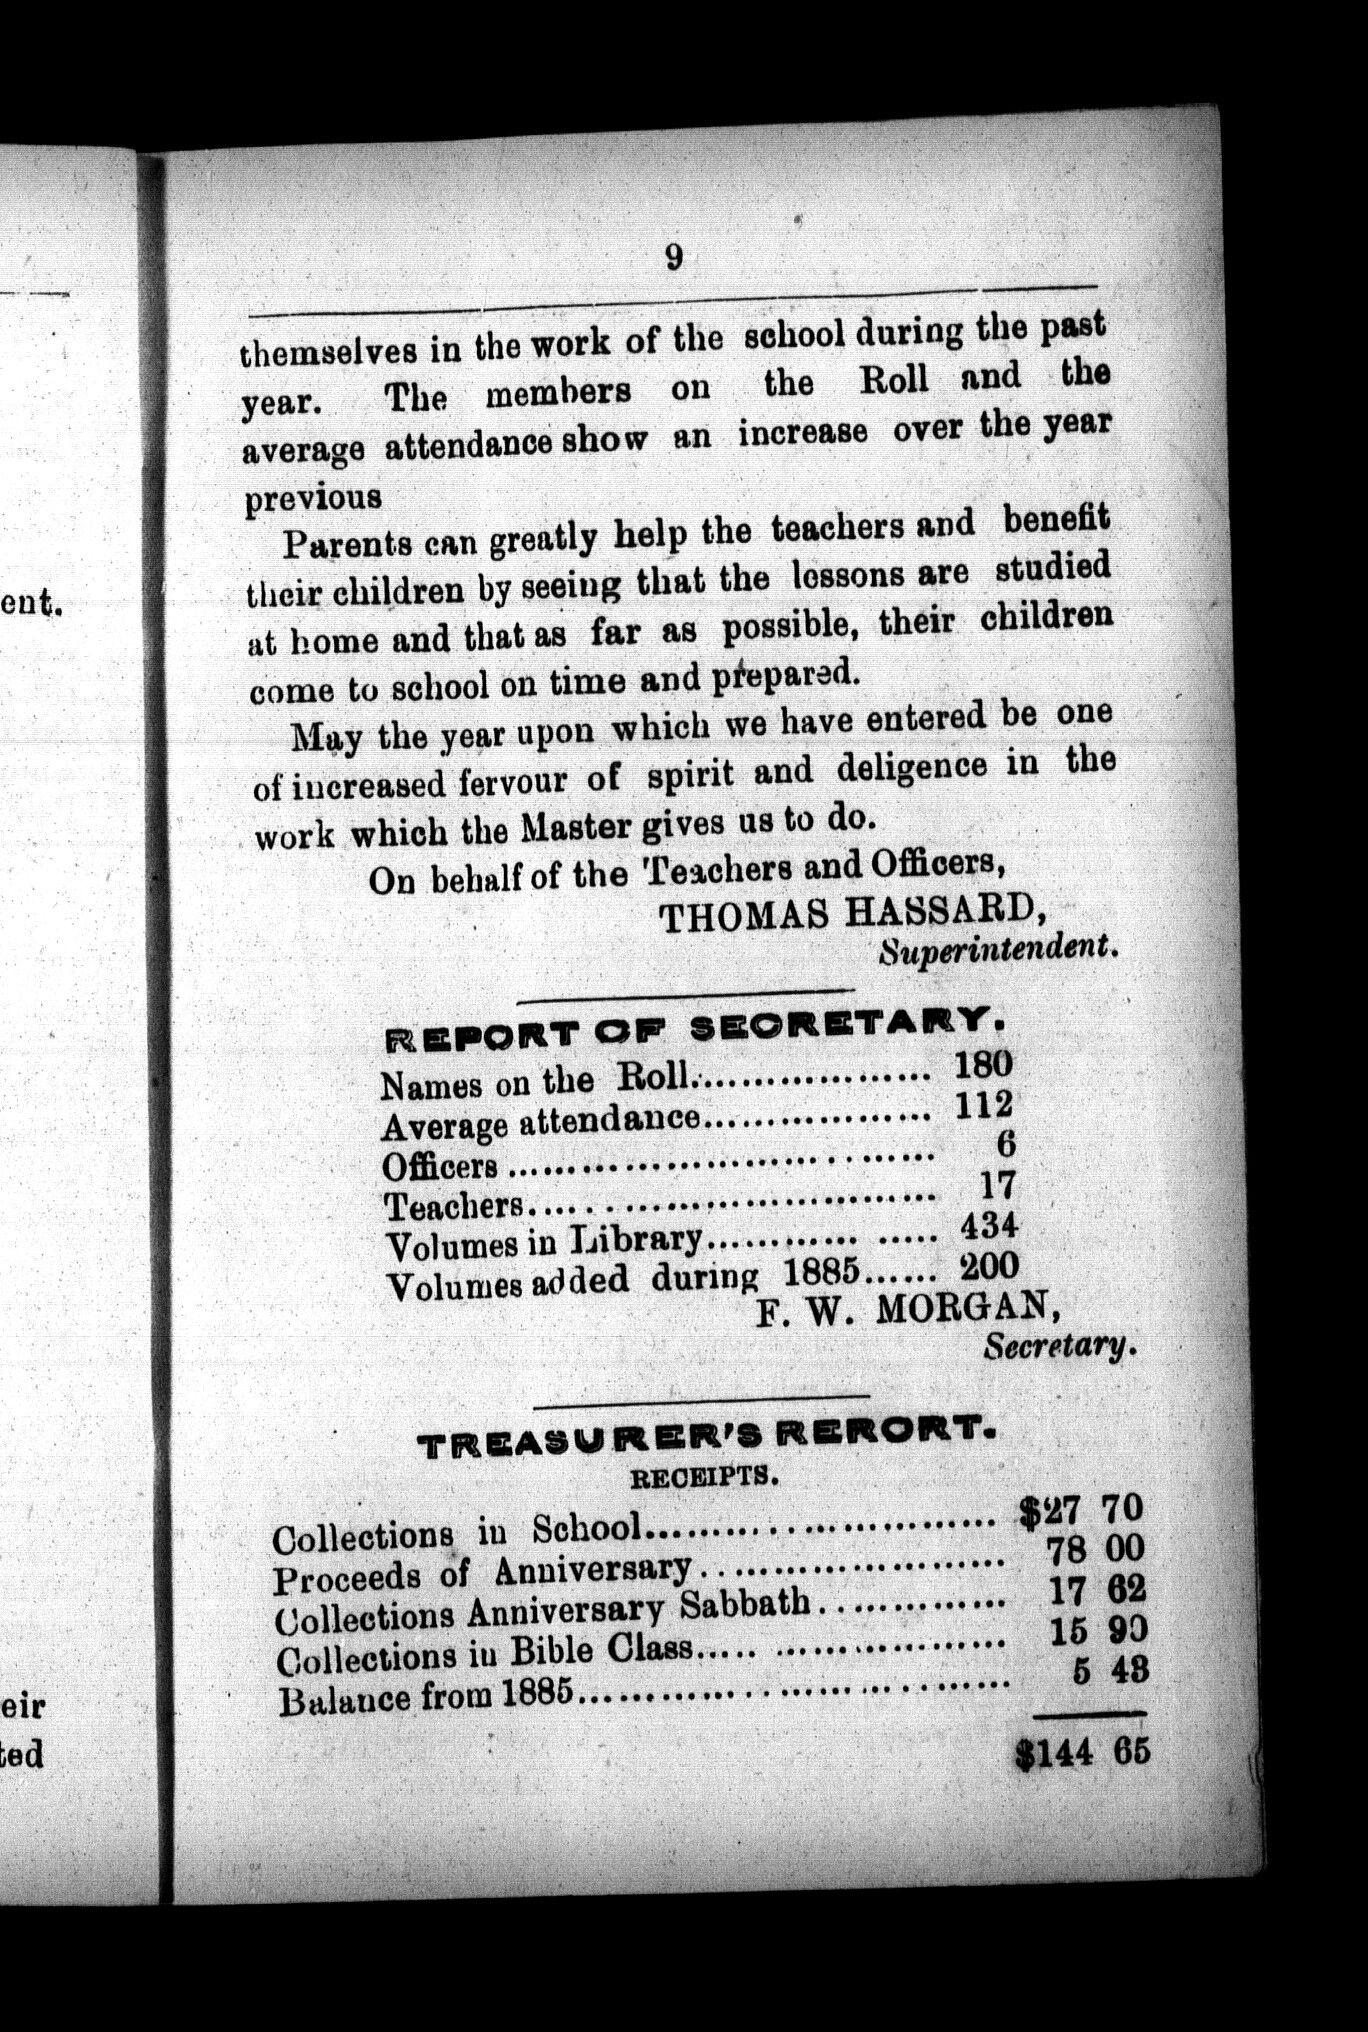 9
themselves in the work of the school during the past
year. The members on the Roll and the
average attendance show an increase over the year
previous
Parents can greatly help the teachers and benefit
their children by seeing that the lessons are studied
at home and that as far as possible, their children
come to school on time and prepared.
May the year upon which we have entered be one
of increased fervour of spirit and deligence in the
work which the Master gives us to do.
On behalf of the Teachers and Officers,
THOMAS HASSARD,
Superintendent.
REPORT OF SECRETARY.
Names on the Roll.................... 180
Average attendance................... 112
Officers .................................. 6
Teachers................................. 17
Volumes in Library............ ..... 434
Volumes added during 1885...... 200
F. W. MORGAN,
Secretary.
TREASURER'S RERORT.
RECEIPTS.
Collections in School............................ $27 70
Proceeds of Anniversary....................... 78 00
Collections Anniversary Sabbath.............. 17 62
Collections in Bible Class..... .................. 15 90
Balance from 1885................................. 5 43
$144 65
ent.
eir
ted